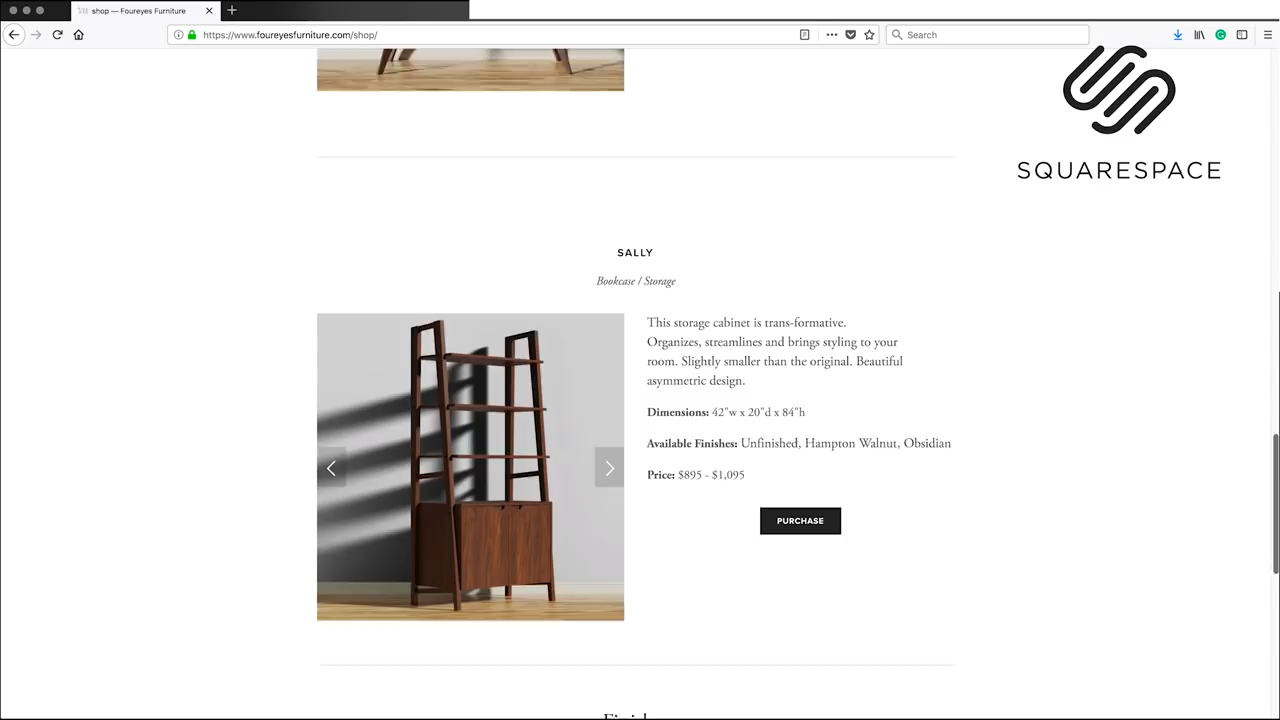 shop — Foureyes Furniture
https://www.foureyesfurniture.com/shop/
Search
SQUARESPACE
SALLY
Bookcase / Storage
This storage cabinet is trans-formative.
Organizes, streamlines and brings styling to your
room. Slightly smaller than the original. Beautiful
asymmetric design.
Dimensions: 42"w x 20"d x 84"h
Available Finishes: Unfinished, Hampton Walnut, Obsidian
Price: $895 - $1,095
PURCHASE